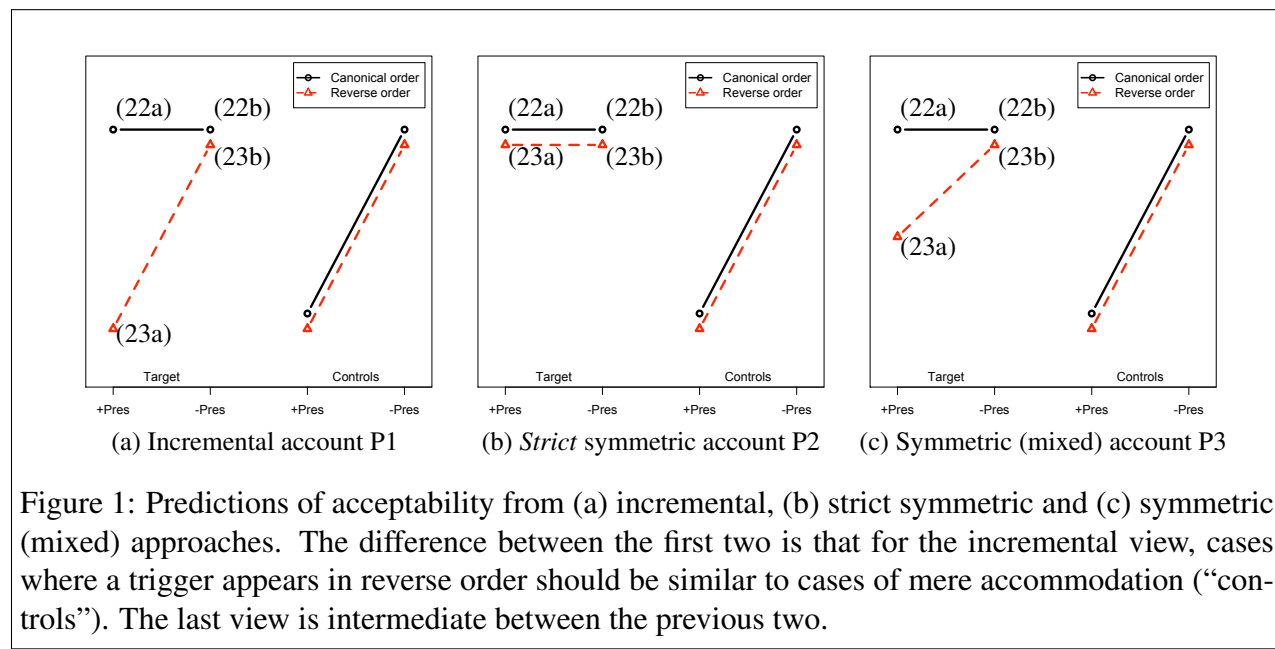 Canonical order
Reverse order
(22a) (22b)
(23b)
(23a)
Target Controls
+Pres -Pres +Pres -Pres
(a) Incremental account P1
Canonical order
Reverse order
(22a) (22b)
(23a) (23b)
Target Controls
+Pres -Pres +Pres -Pres
(b) Strict symmetric account P2
Canonical order
Reverse order
(22a) (22b)
(23b)
(23a)
Target Controls
+Pres -Pres +Pres -Pres
(c) Symmetric (mixed) account P3
Figure 1: Predictions of acceptability from (a) incremental, (b) strict symmetric and (c) symmetric
(mixed) approaches. The difference between the first two is that for the incremental view, cases
where a trigger appears in reverse order should be similar to cases of mere accommodation (“con-
trols”). The last view is intermediate between the previous two.